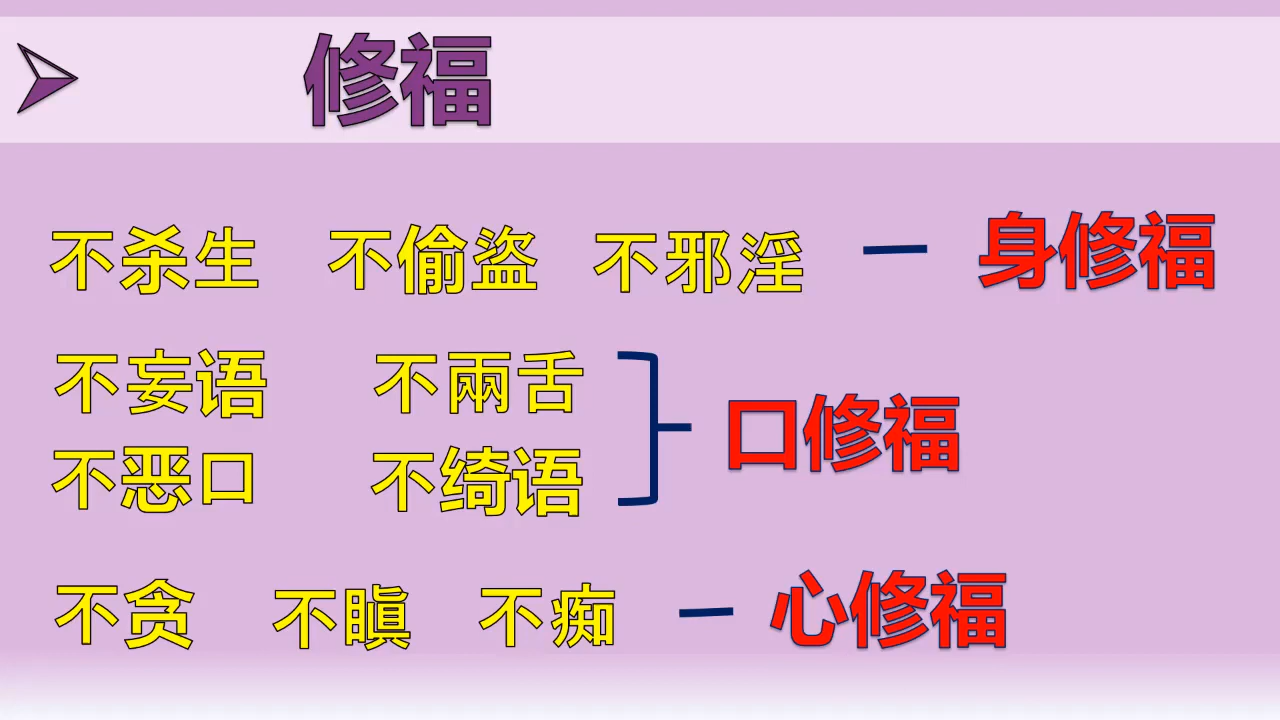 修福
不杀生 不偷盗 不邪淫 身修福
不妄语 不兩舌
口修福
不恶口 不绮语
不贪 不瞋 不痴 心修福